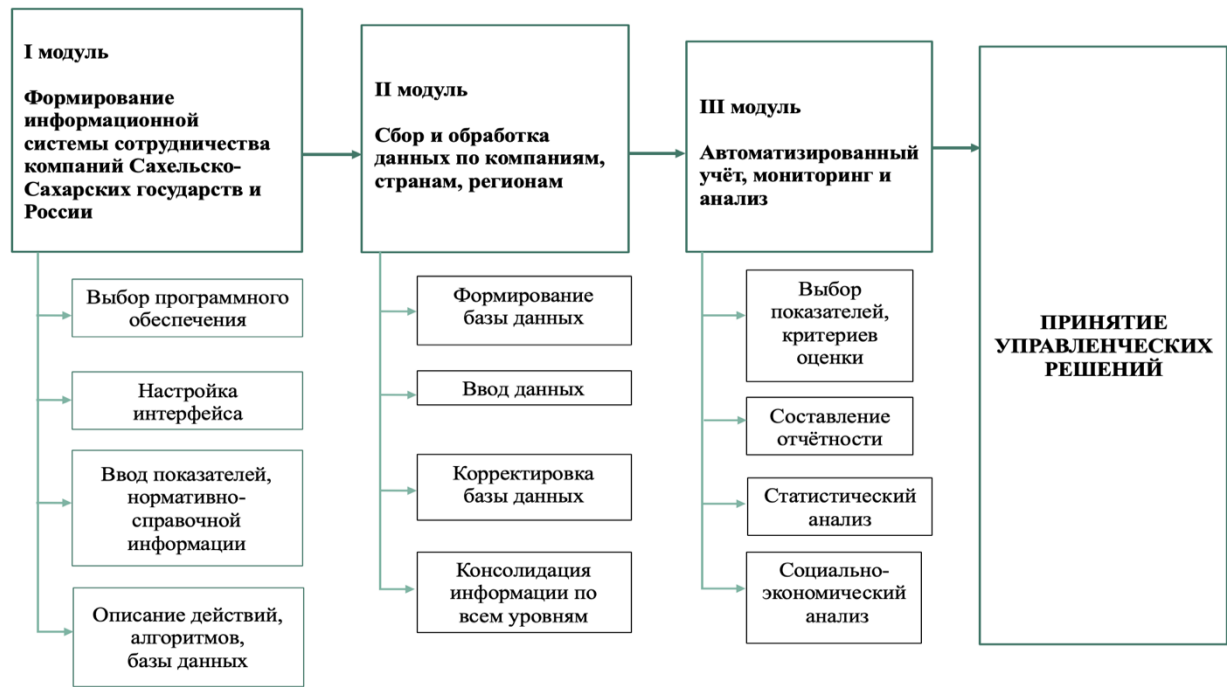 I модуль
Формирование
информационной
системы сотрудничества
компаний Сахельско-
Сахарских государств и
России
Выбор программного
обеспечения
Настройка
интерфейса
Ввод показателей,
нормативно-
справочной
информации
Описание действий,
алгоритмов,
базы данных
II модуль
Сбор и обработка
данных по компаниям,
странам, регионам
Формирование
базы данных
Ввод данных
Корректировка
базы данных
Консолидация
информации по
всем уровням
III модуль
Автоматизированный
учёт, мониторинг и
анализ
Выбор
показателей,
критериев
оценки
Составление
отчётности
Статистический
анализ
Социально-
экономический
анализ
ПРИНЯТИЕ
УПРАВЛЕНЧЕСКИХ
РЕШЕНИЙ